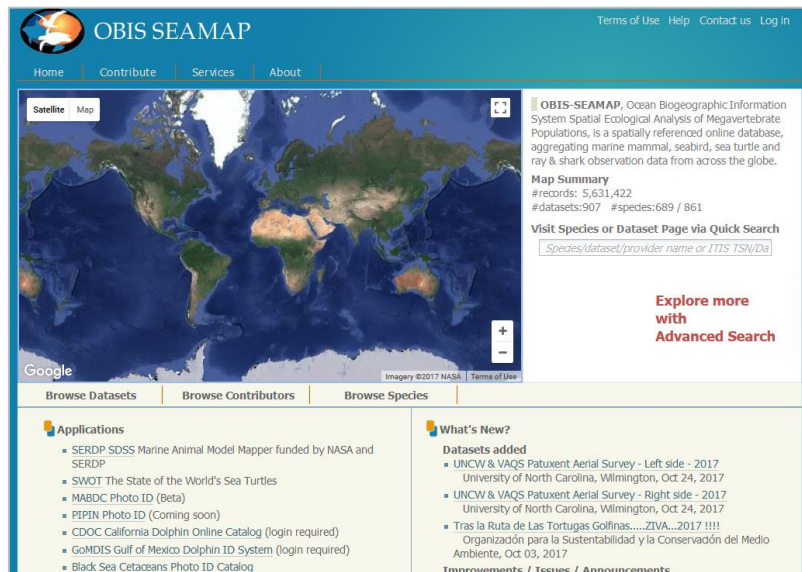 OBIS SEAMAP
Terms of Use Help Contact us Log in
Home Contribute Services About
Satellite Map
OBIS-SEAMAP, Ocean Biogeographic Information
System Spatial Ecological Analysis of Megavertebrate
Populations, is a spatially referenced online database,
aggregating marine mammal, seabird, sea turtle and
ray & shark observation data from across the globe.
Map Summary
#records: 5,631,422
#datasets:907 #species:689 / 861
Visit Species or Dataset Page via Quick Search
Species/dataset/provider name or ITIS TSN/Da
Explore more
with
Advanced Search
+
−
Google
Imagery ©2017 NASA Terms of Use
Browse Datasets Browse Contributors Browse Species
Applications
SERDP SDSS Marine Animal Model Mapper funded by NASA and
SERDP
SWOT The State of the World's Sea Turtles
MABDC Photo ID (Beta)
PIPIN Photo ID (Coming soon)
CDOC California Dolphin Online Catalog (login required)
GoMDIS Gulf of Mexico Dolphin ID System (login required)
Black Sea Cetaceans Photo ID Catalog
What's New?
Datasets added
UNCW & VAQS Patuxent Aerial Survey - Left side - 2017
University of North Carolina, Wilmington, Oct 24, 2017
UNCW & VAQS Patuxent Aerial Survey - Right side - 2017
University of North Carolina, Wilmington, Oct 24, 2017
Tras la Ruta de Las Tortugas Golfinas.....ZIVA...2017 !!!!
Organización para la Sustentabilidad y la Conservación del Medio
Ambiente, Oct 03, 2017
Improvements / Issues / Announcements